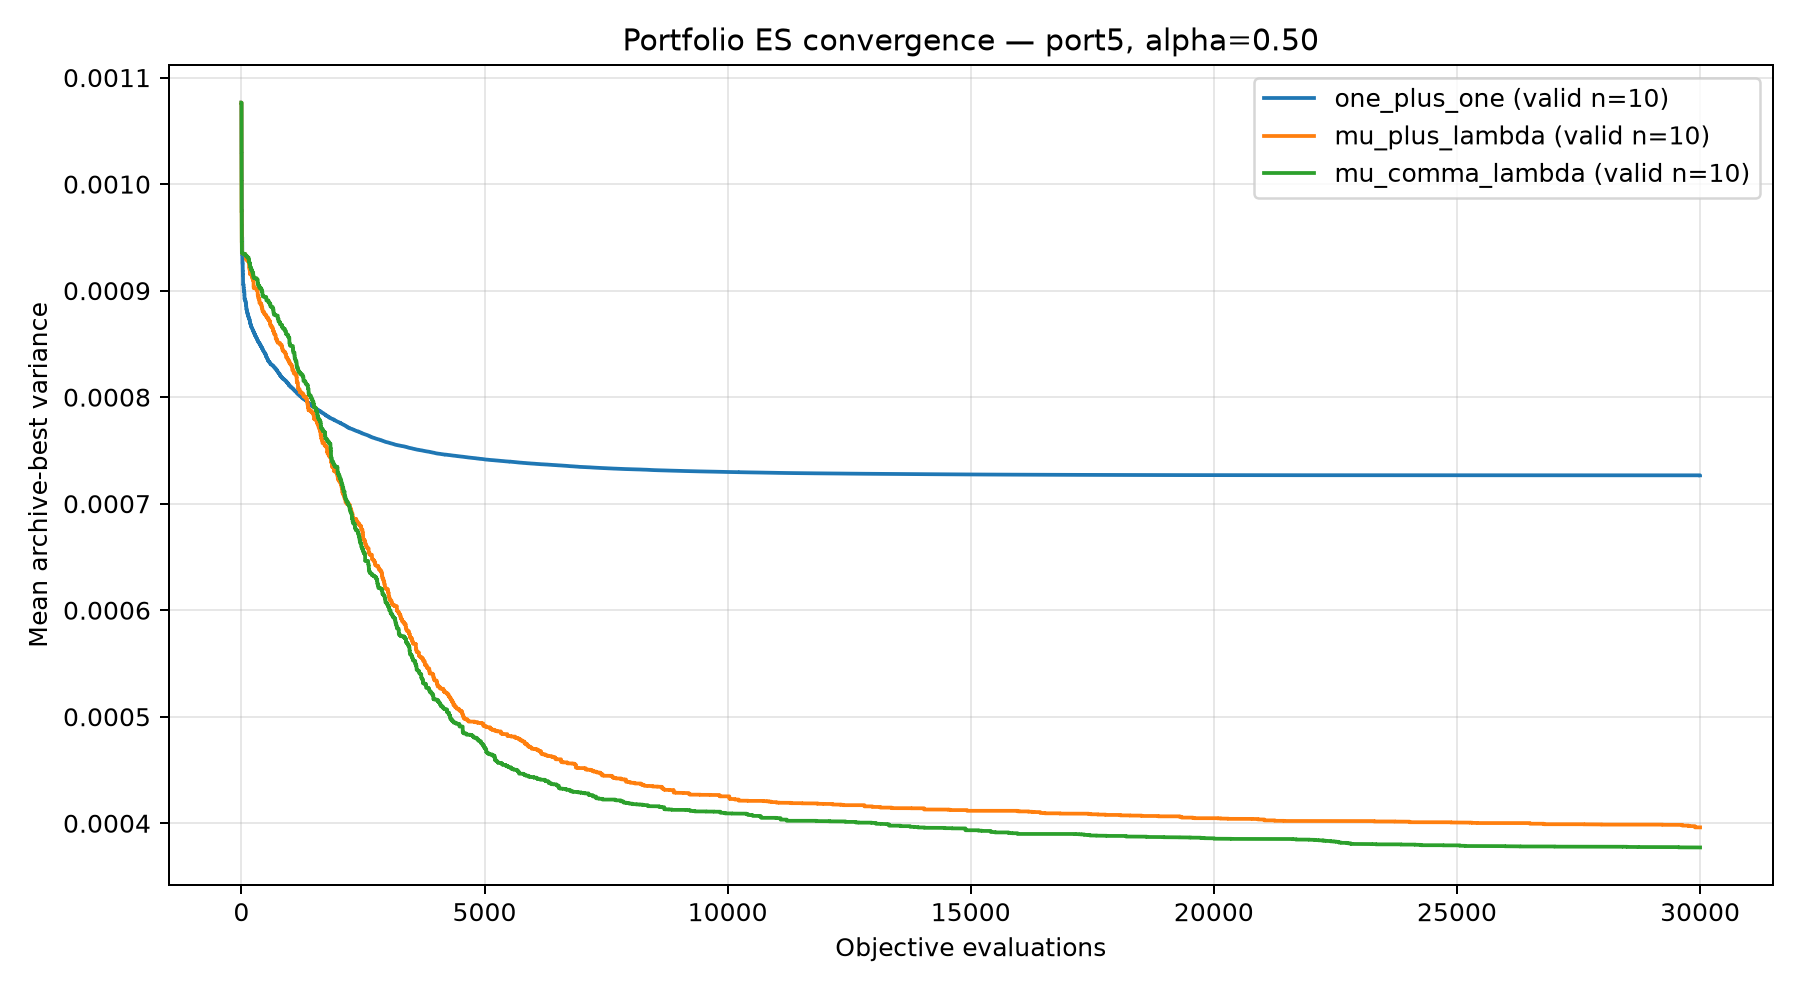 Portfolio ES convergence — port5, alpha=0.50
one_plus_one (valid n=10)
mu_plus_lambda (valid n=10)
mu_comma_lambda (valid n=10)
Mean archive-best variance
0.0011
0.0010
0.0009
0.0008
0.0007
0.0006
0.0005
0.0004
0 5000 10000 15000 20000 25000 30000
Objective evaluations